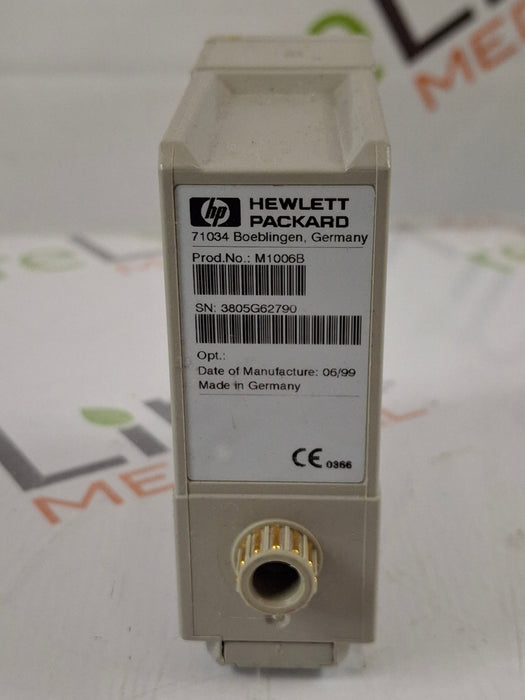 hp HEWLETT
PACKARD
71034 Boeblingen, Germany
Prod.No.: M1006B
SN: 3805G62790
Opt.:
Date of Manufacture: 06/99
Made in Germany
CE 0366